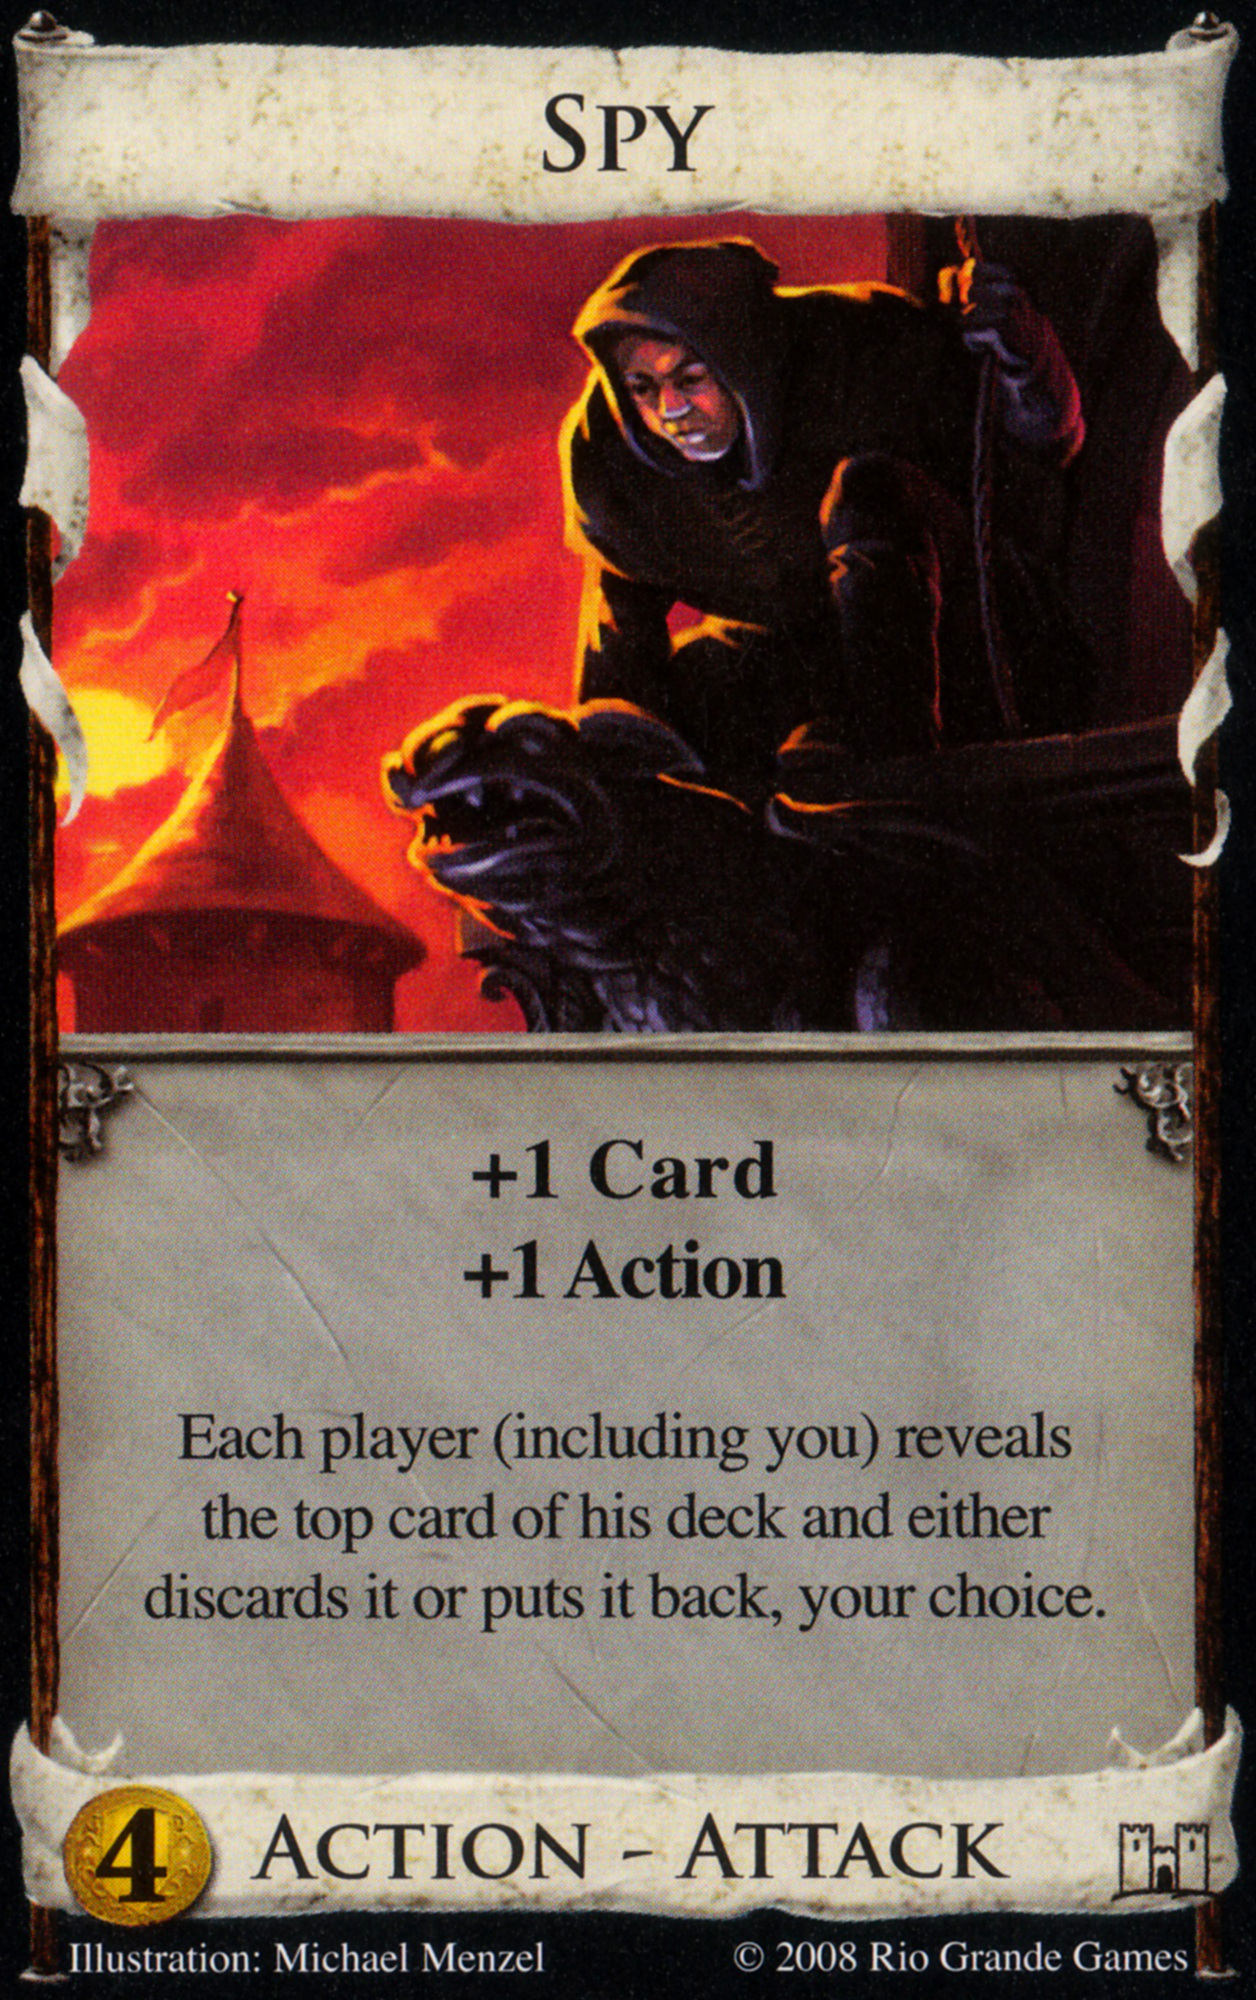 Spy
+1 Card
+1 Action
Each player (including you) reveals
the top card of his deck and either
discards it or puts it back, your choice.
4
Action - Attack
Illustration: Michael Menzel
© 2008 Rio Grande Games